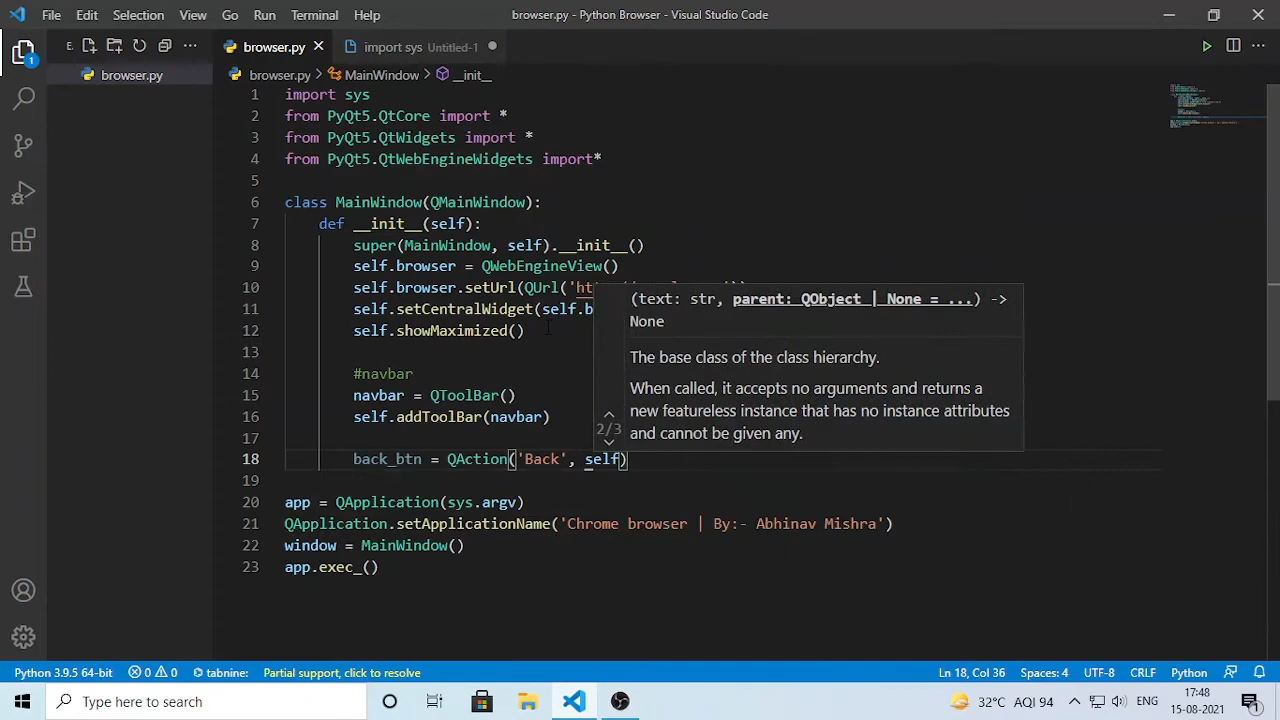 File Edit Selection View Go Run Terminal Help browser.py - Python Browser - Visual Studio Code
E. browser.py import sys Untitled-1
browser.py browser.py > MainWindow > __init__
1 import sys
2 from PyQt5.QtCore import *
3 from PyQt5.QtWidgets import *
4 from PyQt5.QtWebEngineWidgets import*
5
6 class MainWindow(QMainWindow):
7 def __init__(self):
8 super(MainWindow, self).__init__()
9 self.browser = QWebEngineView()
10 self.browser.setUrl(QUrl('ht
11 self.setCentralWidget(self.b
12 self.showMaximized()
13
14 #navbar
15 navbar = QToolBar()
16 self.addToolBar(navbar)
17
18 back_btn = QAction('Back', self)
19
20 app = QApplication(sys.argv)
21 QApplication.setApplicationName('Chrome browser | By:- Abhinav Mishra')
22 window = MainWindow()
23 app.exec_()
(text: str, parent: QObject | None = ...) ->
None
The base class of the class hierarchy.
When called, it accepts no arguments and returns a
new featureless instance that has no instance attributes
and cannot be given any.
2/3
1
Python 3.9.5 64-bit 0 0 tabnine: Partial support, click to resolve Ln 18, Col 36 Spaces: 4 UTF-8 CRLF Python
Type here to search 32°C AQI 94 ENG 17:48
15-08-2021 1